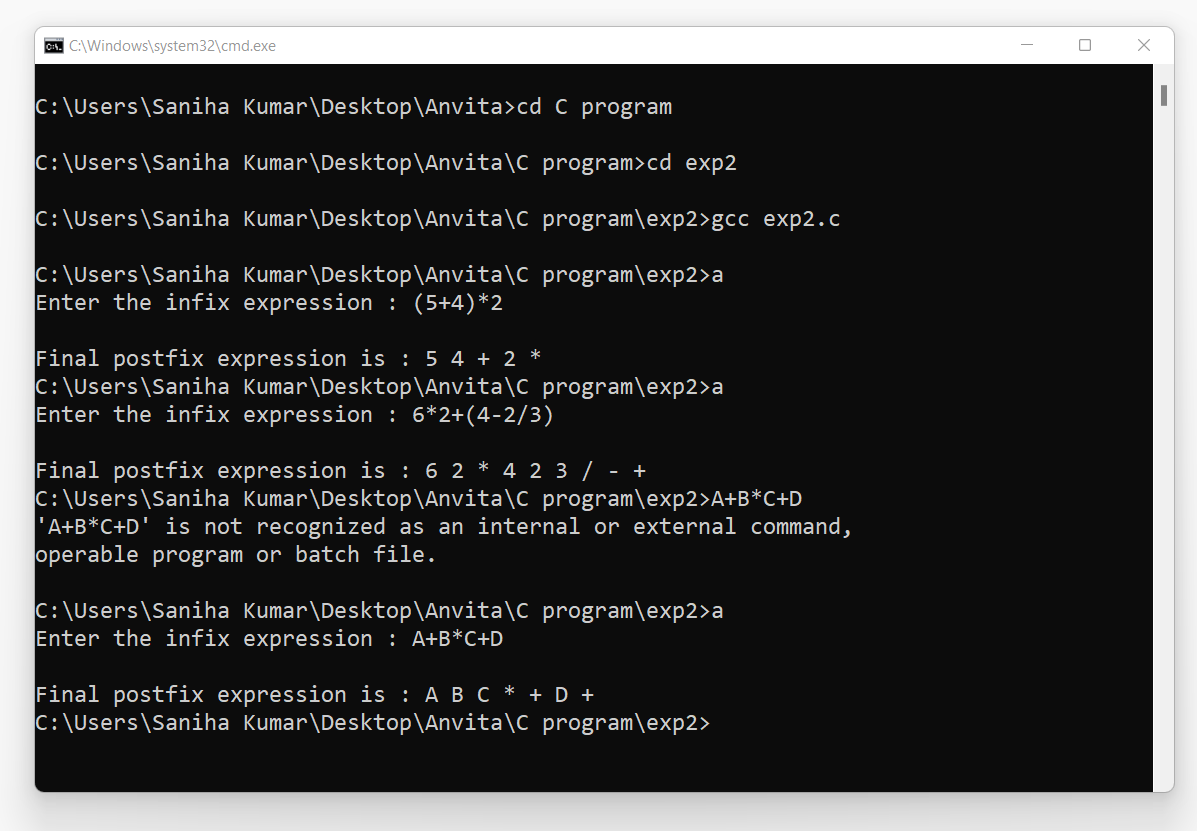 C:\Windows\system32\cmd.exe
C:\Users\Saniha Kumar\Desktop\Anvita>cd C program
C:\Users\Saniha Kumar\Desktop\Anvita\C program>cd exp2
C:\Users\Saniha Kumar\Desktop\Anvita\C program\exp2>gcc exp2.c
C:\Users\Saniha Kumar\Desktop\Anvita\C program\exp2>a
Enter the infix expression : (5+4)*2
Final postfix expression is : 5 4 + 2 *
C:\Users\Saniha Kumar\Desktop\Anvita\C program\exp2>a
Enter the infix expression : 6*2+(4-2/3)
Final postfix expression is : 6 2 * 4 2 3 / - +
C:\Users\Saniha Kumar\Desktop\Anvita\C program\exp2>A+B*C+D
'A+B*C+D' is not recognized as an internal or external command,
operable program or batch file.
C:\Users\Saniha Kumar\Desktop\Anvita\C program\exp2>a
Enter the infix expression : A+B*C+D
Final postfix expression is : A B C * + D +
C:\Users\Saniha Kumar\Desktop\Anvita\C program\exp2>